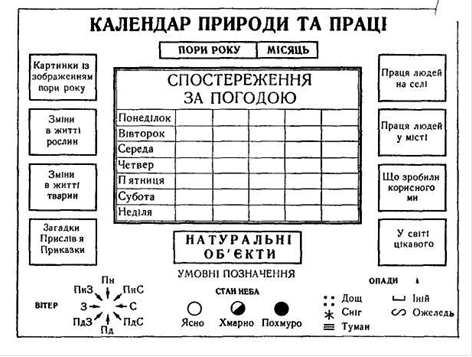 КАЛЕНДАР ПРИРОДИ ТА ПРАЦІ
ПОРИ РОКУ МІСЯЦЬ
Картинки із
зображенням
пори року
Зміни
в житті
рослин
Зміни
в житті
тварин
Загадки
Прислів я
Приказки
СПОСТЕРЕЖЕННЯ
ЗА ПОГОДОЮ
Понеділок
Вівторок
Середа
Четвер
П ятниця
Субота
Неділя
Праця людей
на селі
Праця людей
у місті
Що зробили
корисного
ми
У світі
цікавого
НАТУРАЛЬНІ
ОБ'ЄКТИ
УМОВНІ ПОЗНАЧЕННЯ
ВІТЕР
Пн
ПнЗ ПнС
З С
ПдЗ ПдС
Пд
СТАН НЕБА
Ясно Хмарно Похмуро
ОПАДИ
Дощ Іній
Сніг Ожеледь
Туман